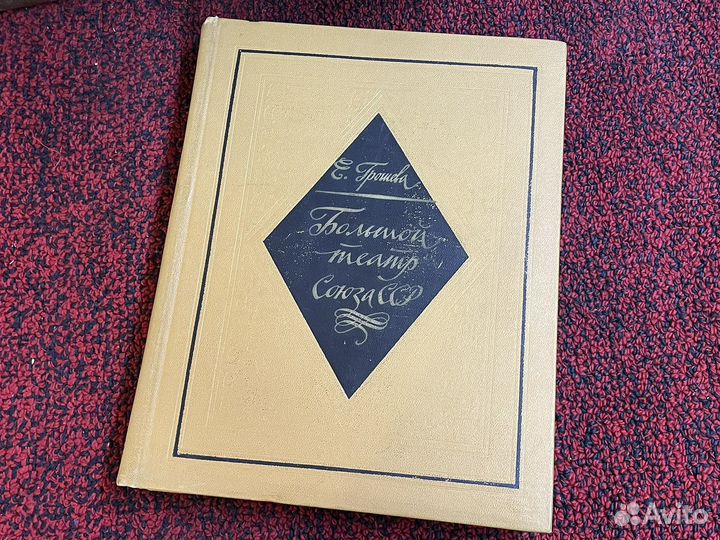 Е. Грошева
Большой
театр
Союза ССР
Avito